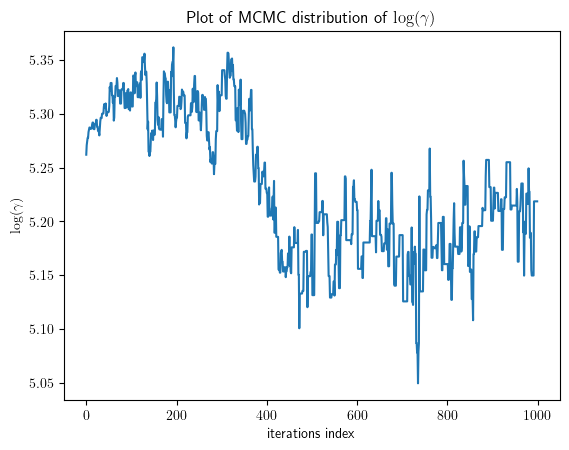 Plot of MCMC distribution of log(γ)
log(γ)
5.35
5.30
5.25
5.20
5.15
5.10
5.05
0 200 400 600 800 1000
iterations index